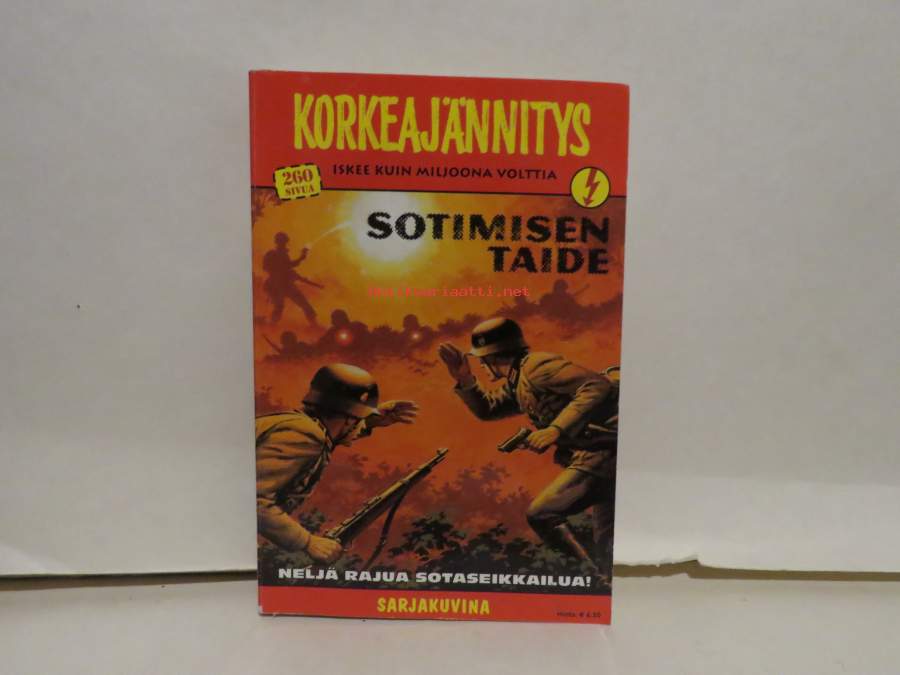 KORKEAJÄNNITYS
ISKEE KUIN MILJOONA VOLTTIA
260
SIVUA
SOTIMISEN
TAIDE
NELJÄ RAJUA SOTASEIKKAILUA!
SARJAKUVINA